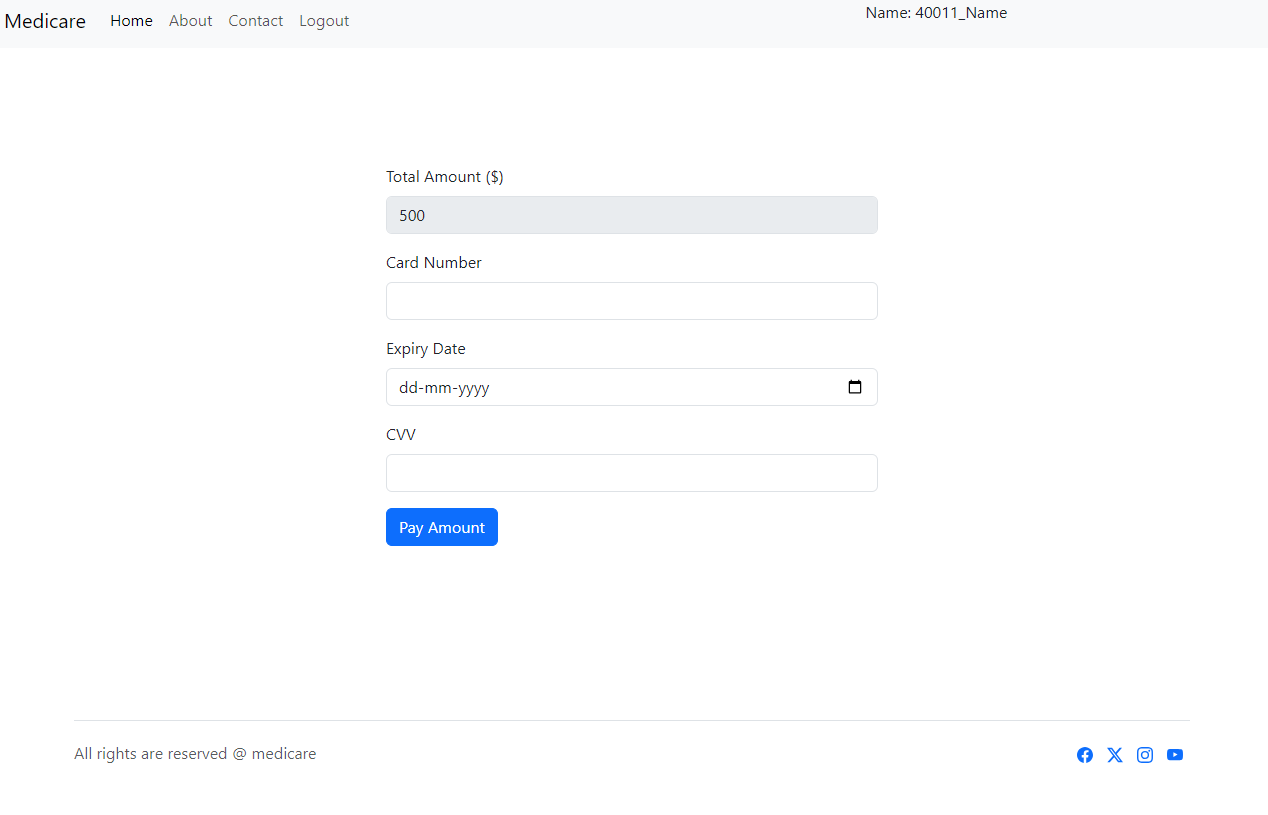 Medicare Home About Contact Logout Name: 40011_Name
Total Amount ($)
500
Card Number
Expiry Date
dd-mm-yyyy
CVV
Pay Amount
All rights are reserved @ medicare